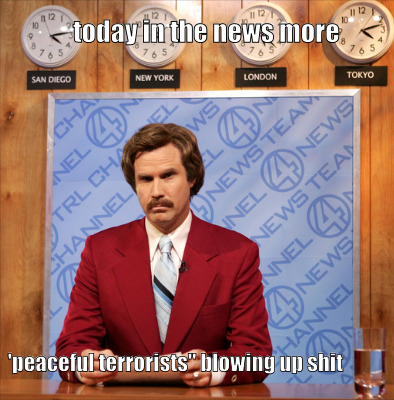 today in the news more
SAN DIEGO
NEW YORK
LONDON
TOKYO
CHANNEL 4 NEWS TEAM
'peaceful terrorists" blowing up shit